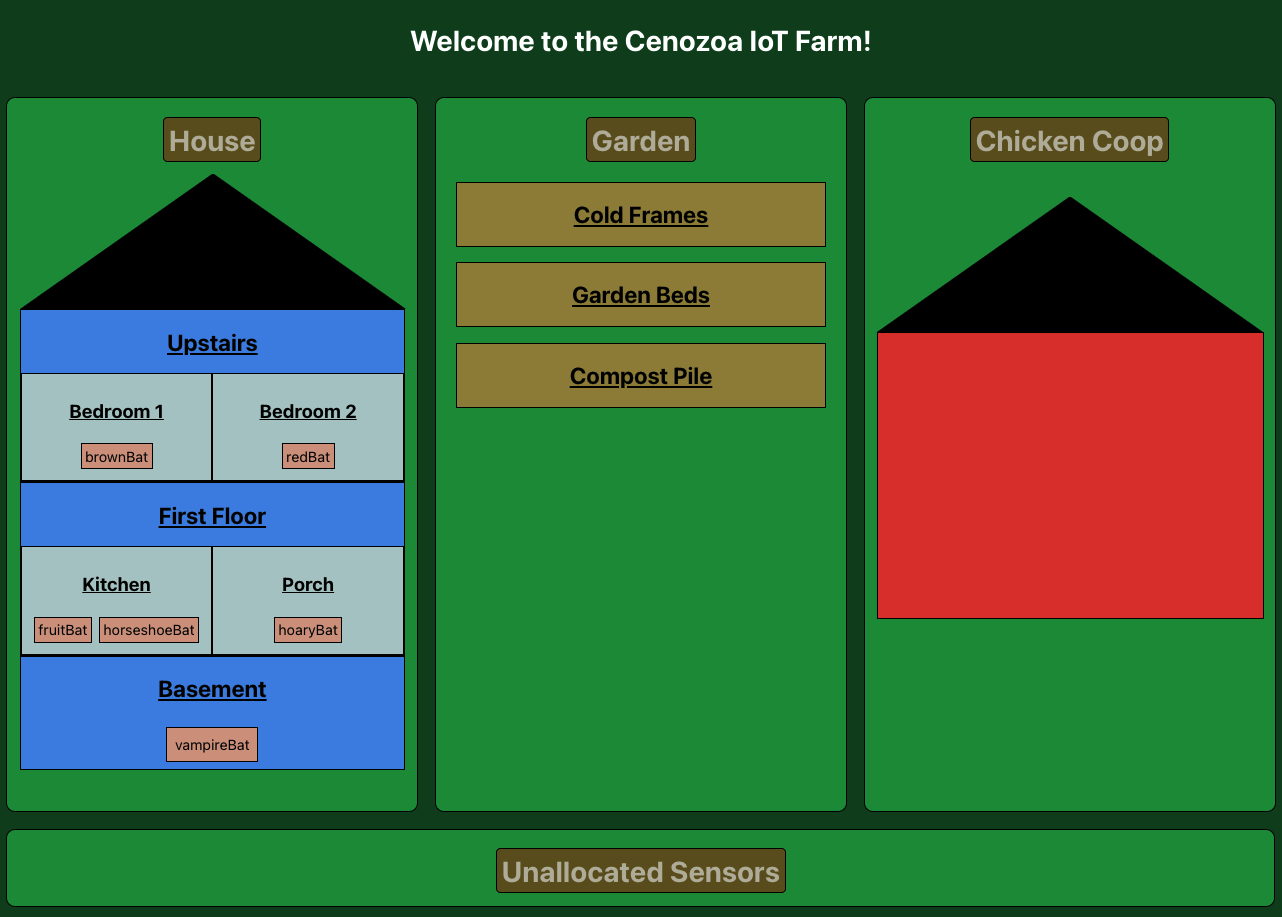 Welcome to the Cenozoa IoT Farm!
House
Upstairs
Bedroom 1
brownBat
Bedroom 2
redBat
First Floor
Kitchen
fruitBat horseshoeBat
Porch
hoaryBat
Basement
vampireBat
Garden
Cold Frames
Garden Beds
Compost Pile
Chicken Coop
Unallocated Sensors